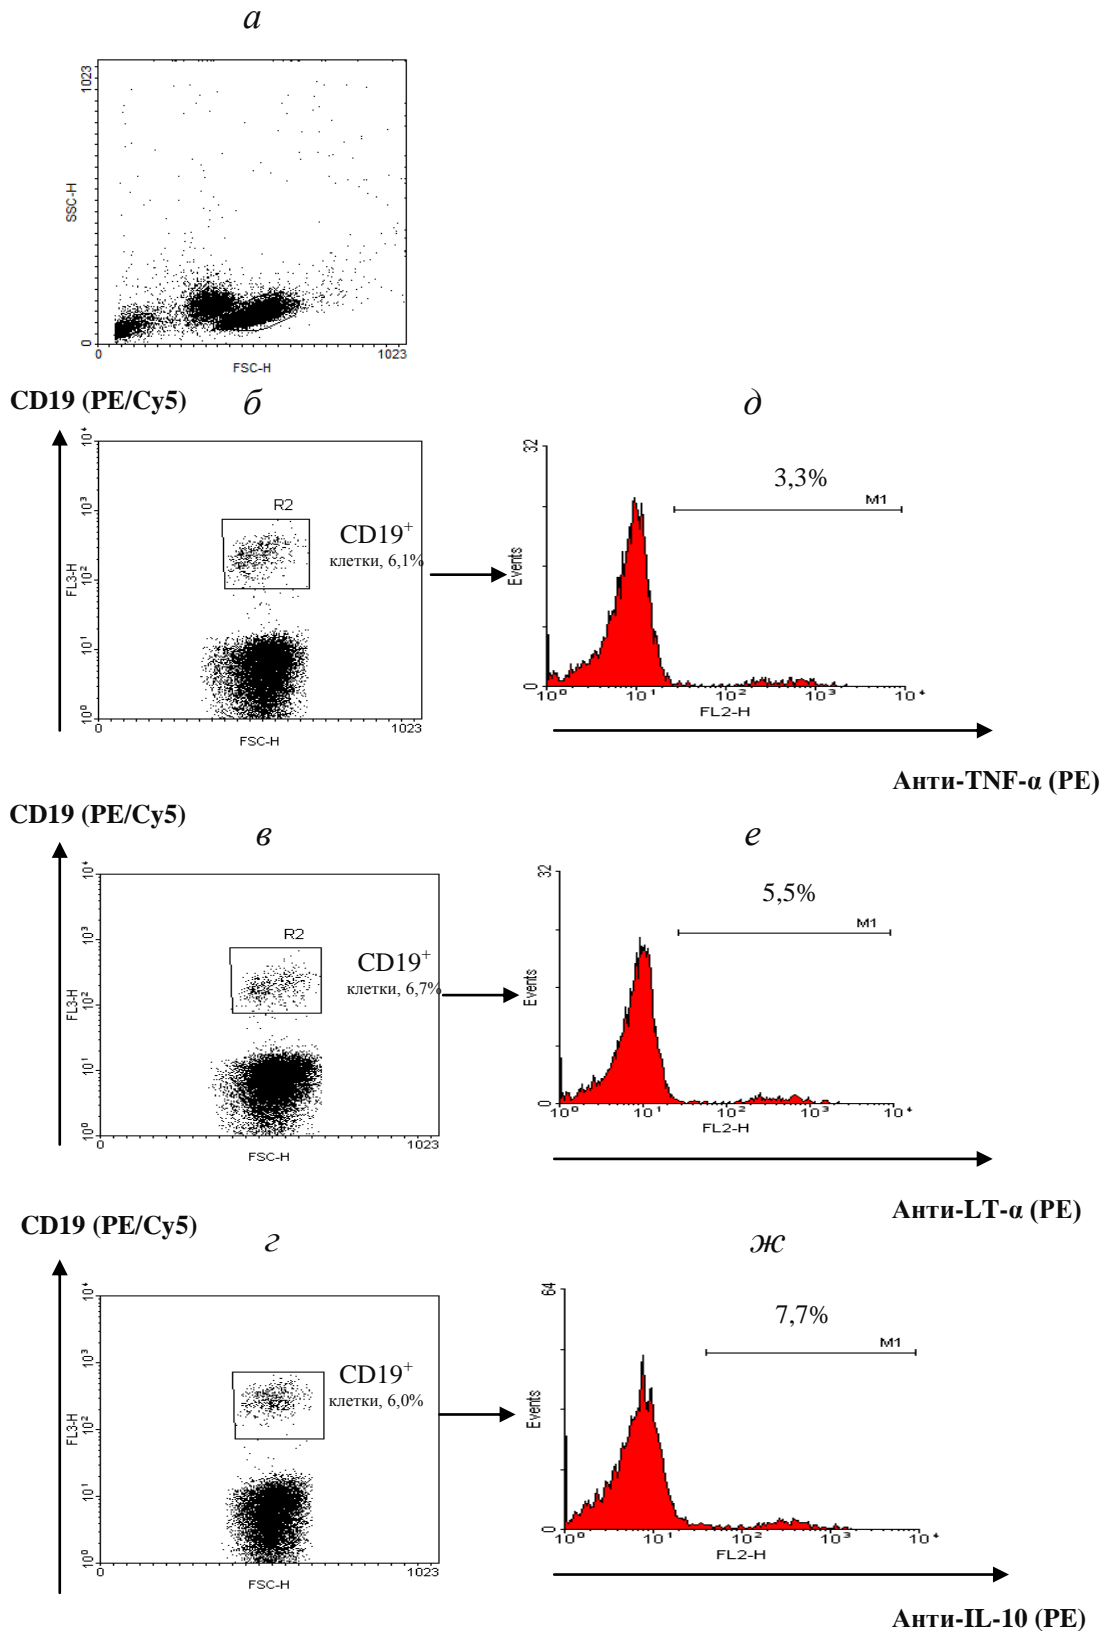 а
1023
SSC-H
0
0
1023
FSC-H
CD19 (PE/Cy5)
б
д
10⁴
10³
10²
10¹
10⁰
FL3-H
R2
CD19⁺
клетки, 6,1%
0
1023
FSC-H
32
Events
0
3,3%
M1
10⁰
10¹
10²
10³
10⁴
FL2-H
Анти-TNF-α (PE)
CD19 (PE/Cy5)
в
е
10⁴
10³
10²
10¹
10⁰
FL3-H
R2
CD19⁺
клетки, 6,7%
0
1023
FSC-H
32
Events
0
5,5%
M1
10⁰
10¹
10²
10³
10⁴
FL2-H
Анти-LT-α (PE)
CD19 (PE/Cy5)
г
ж
10⁴
10³
10²
10¹
10⁰
FL3-H
CD19⁺
клетки, 6,0%
0
1023
FSC-H
64
Events
0
7,7%
M1
10⁰
10¹
10²
10³
10⁴
FL2-H
Анти-IL-10 (PE)